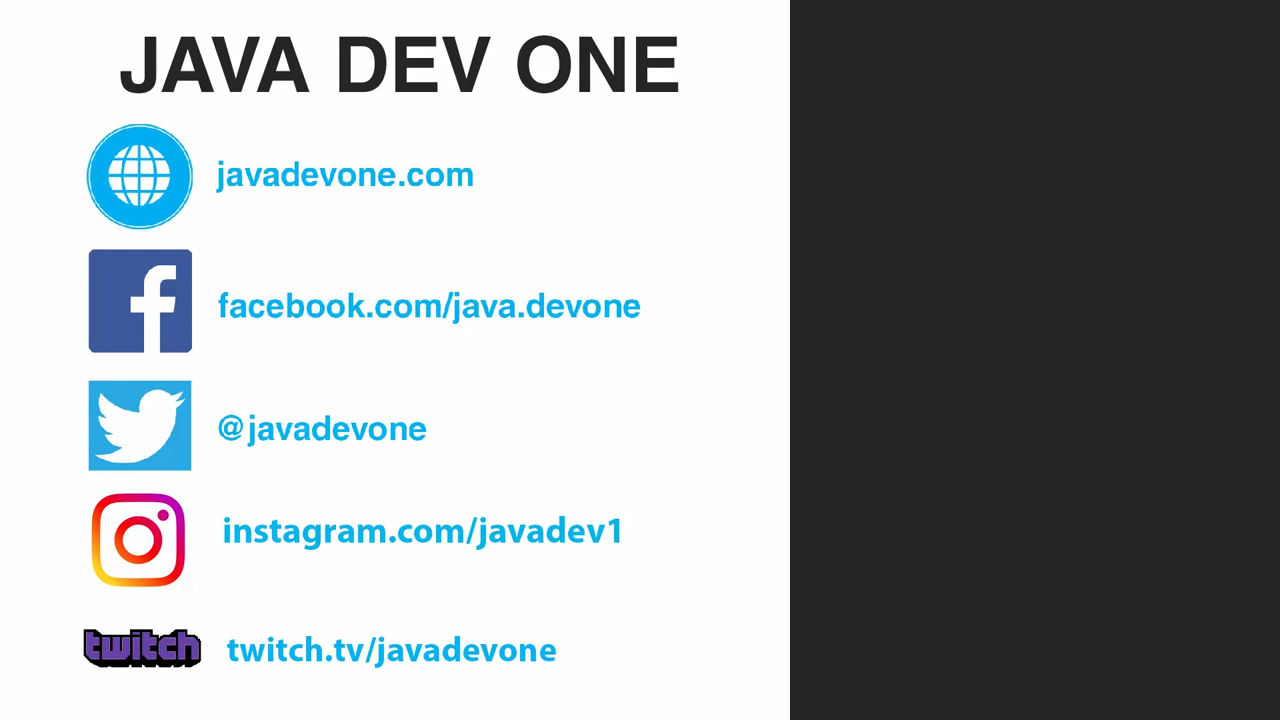 JAVA DEV ONE
javadevone.com
facebook.com/java.devone
@javadevone
instagram.com/javadev1
twitch twitch.tv/javadevone